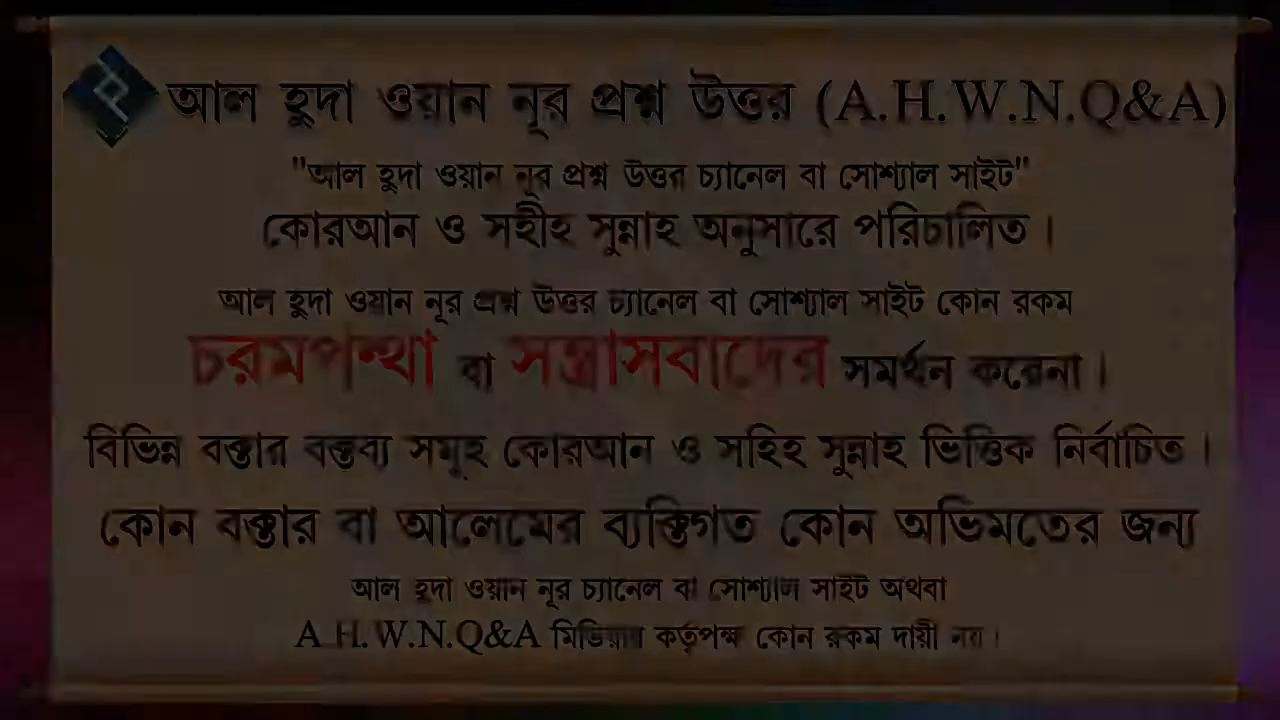 আল হুদা ওয়ান নূর প্রশ্ন উত্তর (A.H.W.N.Q&A)
"আল হুদা ওয়ান নূর প্রশ্ন উত্তর চ্যানেল বা সোশ্যাল সাইট"
কোরআন ও সহীহ সুন্নাহ অনুসারে পরিচালিত।
আল হুদা ওয়ান নূর প্রশ্ন উত্তর চ্যানেল বা সোশ্যাল সাইট কোন রকম
চরমপন্থা বা সন্ত্রাসবাদের সমর্থন করেনা।
বিভিন্ন বক্তার বক্তব্য সমূহ কোরআন ও সহিহ সুন্নাহ ভিত্তিক নির্বাচিত।
কোন বক্তার বা আলেমের ব্যক্তিগত কোন অভিমতের জন্য
আল হুদা ওয়ান নূর চ্যানেল বা সোশ্যাল সাইট অথবা
A.H.W.N.Q&A মিডিয়ার কর্তৃপক্ষ কোন রকম দায়ী নয়।